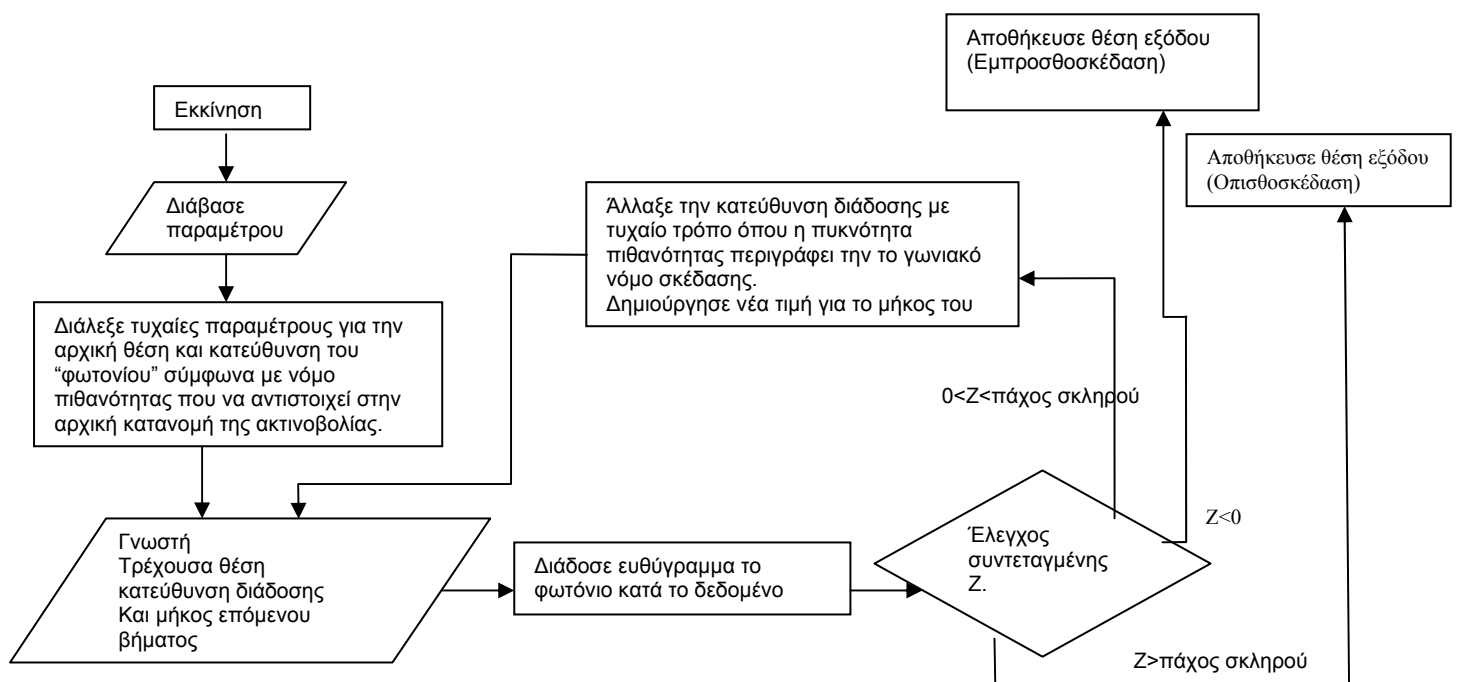 Εκκίνηση
Διάβασε
παραμέτρου
Διάλεξε τυχαίες παραμέτρους για την
αρχική θέση και κατεύθυνση του
“φωτονίου” σύμφωνα με νόμο
πιθανότητας που να αντιστοιχεί στην
αρχική κατανομή της ακτινοβολίας.
Γνωστή
Τρέχουσα θέση
κατεύθυνση διάδοσης
Και μήκος επόμενου
βήματος
Διάδοσε ευθύγραμμα το
φωτόνιο κατά το δεδομένο
Έλεγχος
συντεταγμένης
Ζ.
Άλλαξε την κατεύθυνση διάδοσης με
τυχαίο τρόπο όπου η πυκνότητα
πιθανότητας περιγράφει την το γωνιακό
νόμο σκέδασης.
Δημιούργησε νέα τιμή για το μήκος του
0<Ζ<πάχος σκληρού
Αποθήκευσε θέση εξόδου
(Εμπροσθοσκέδαση)
Αποθήκευσε θέση εξόδου
(Οπισθοσκέδαση)
Ζ<0
Ζ>πάχος σκληρού